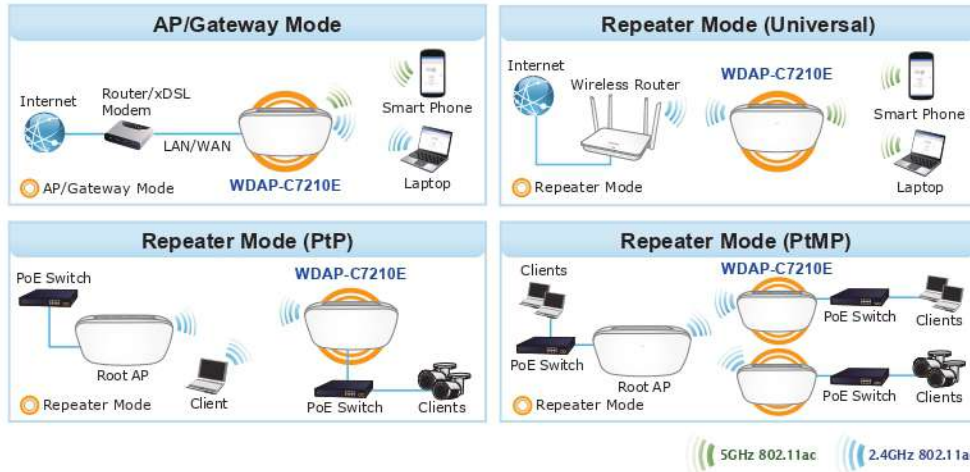 AP/Gateway Mode
Internet
Router/xDSL
Modem
LAN/WAN
WDAP-C7210E
Smart Phone
Laptop
AP/Gateway Mode
Repeater Mode (Universal)
Internet
Wireless Router
WDAP-C7210E
Smart Phone
Laptop
Repeater Mode
Repeater Mode (PtP)
PoE Switch
Root AP
Client
WDAP-C7210E
PoE Switch
Clients
Repeater Mode
Repeater Mode (PtMP)
Clients
PoE Switch
Root AP
WDAP-C7210E
PoE Switch
Clients
PoE Switch
Clients
Repeater Mode
5GHz 802.11ac
2.4GHz 802.11a